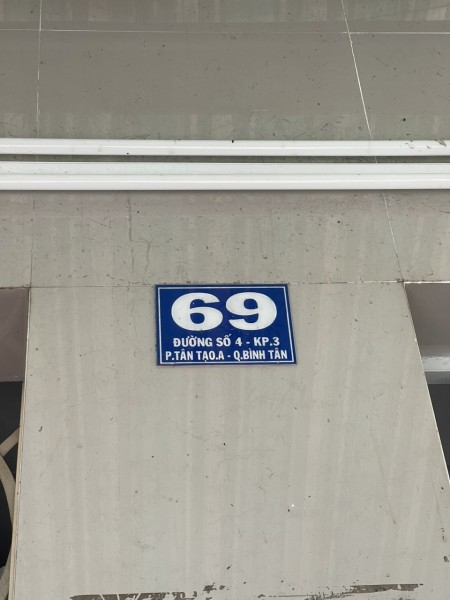 69
ĐƯỜNG SỐ 4 - KP.3
P.TÂN TẠO.A - Q.BÌNH TÂN